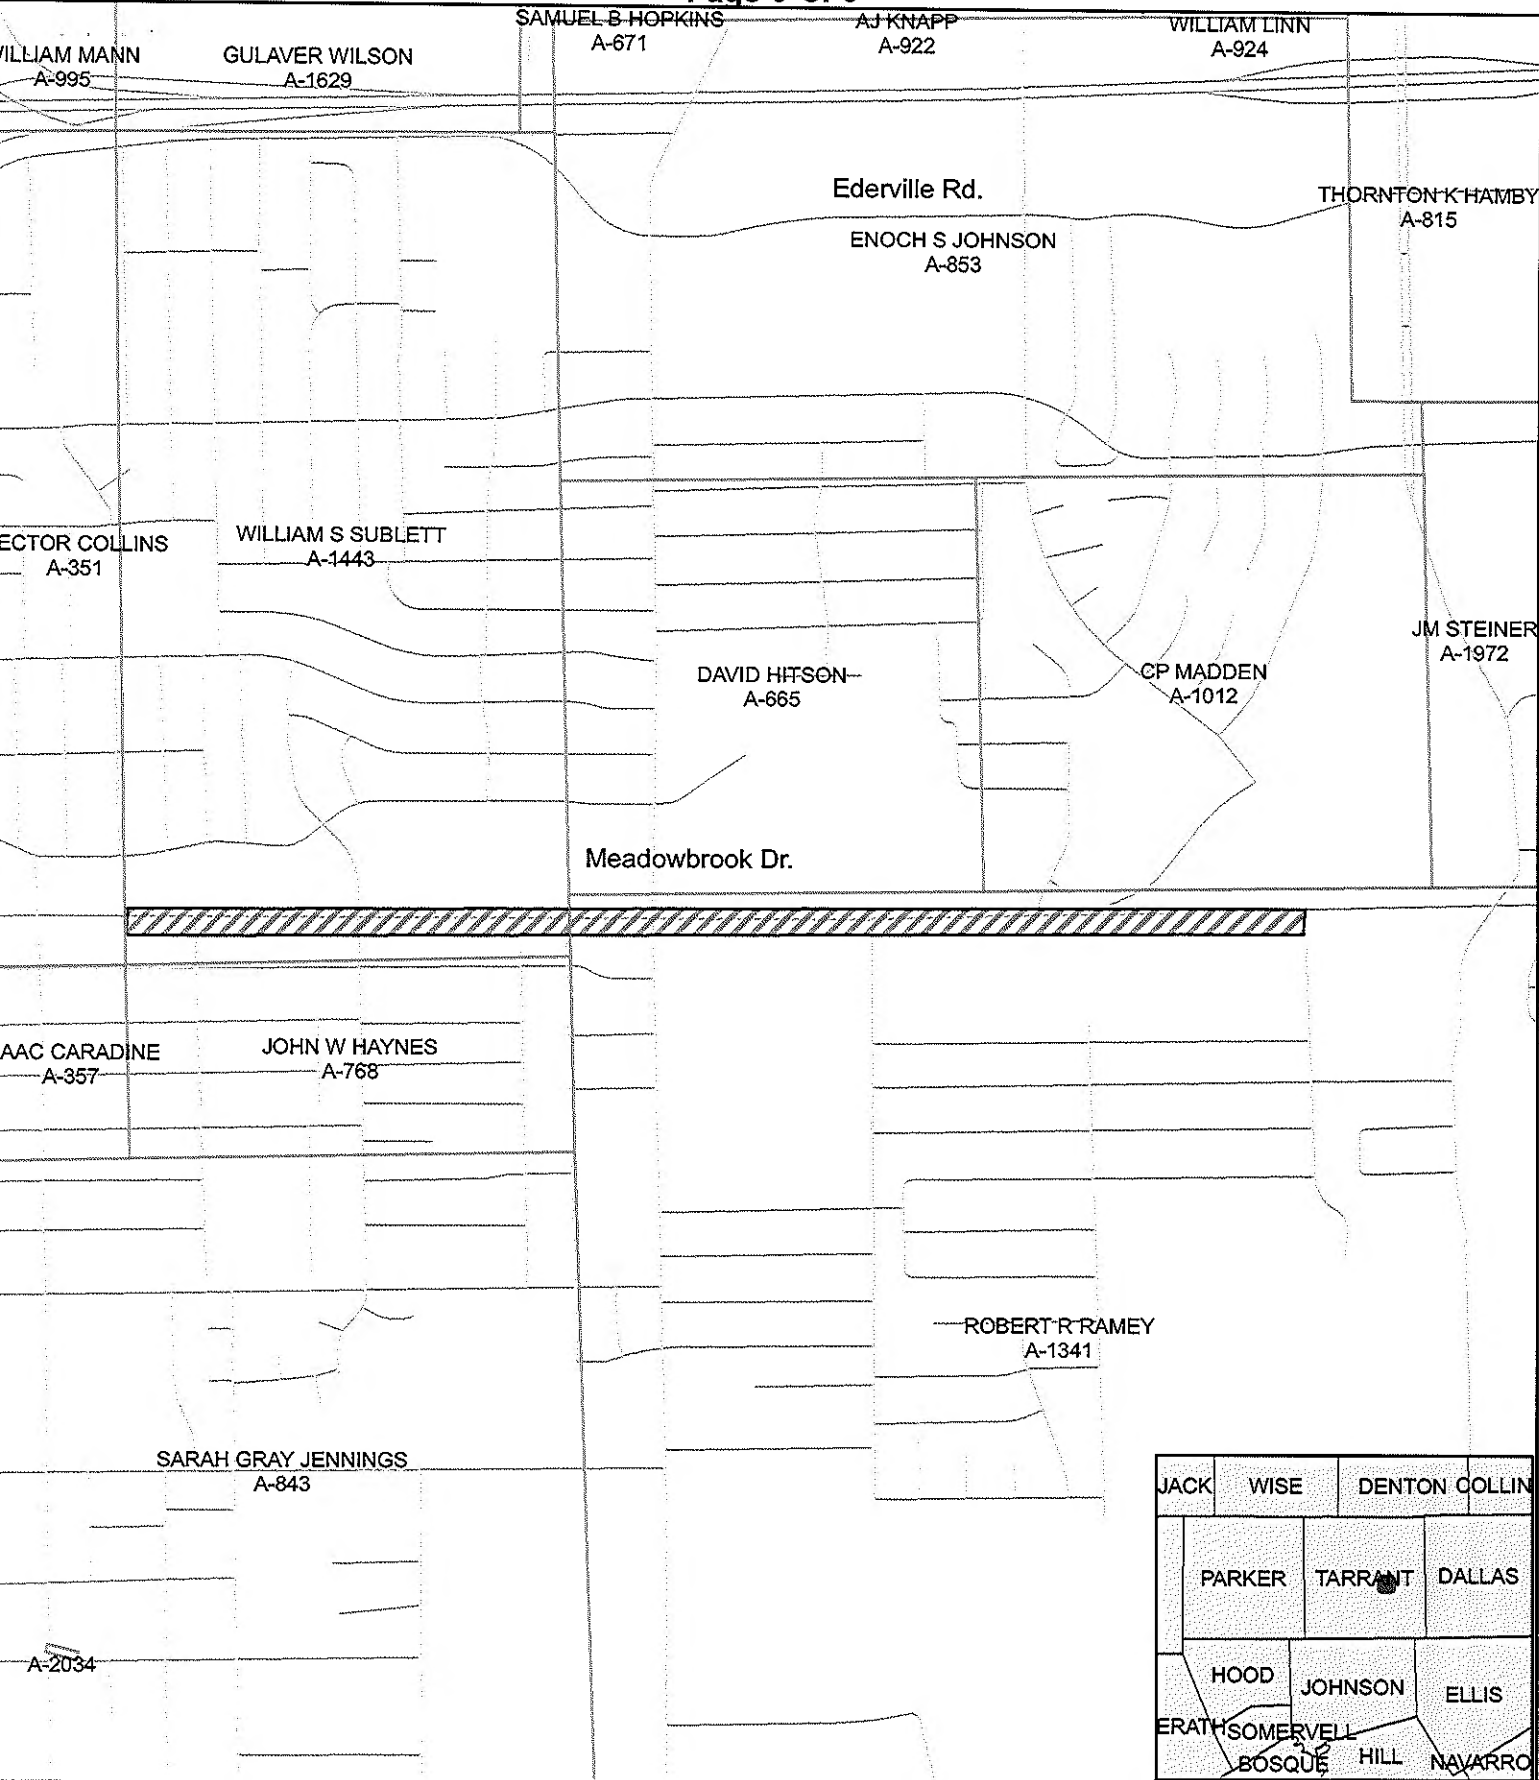 SAMUEL B HOPKINS
A-671
AJ KNAPP
A-922
WILLIAM LINN
A-924
ILLIAM MANN
A-995
GULAVER WILSON
A-1629
Ederville Rd.
THORNTON K HAMBY
A-815
ENOCH S JOHNSON
A-853
ECTOR COLLINS
A-351
WILLIAM S SUBLETT
A-1443
JM STEINER
A-1972
DAVID HITSON
A-665
CP MADDEN
A-1012
Meadowbrook Dr.
AAC CARADINE
A-357
JOHN W HAYNES
A-768
ROBERT R RAMEY
A-1341
SARAH GRAY JENNINGS
A-843
A-2034
JACK WISE DENTON COLLIN
PARKER TARRANT DALLAS
HOOD JOHNSON ELLIS
ERATH SOMERVELL
BOSQUE HILL NAVARRO